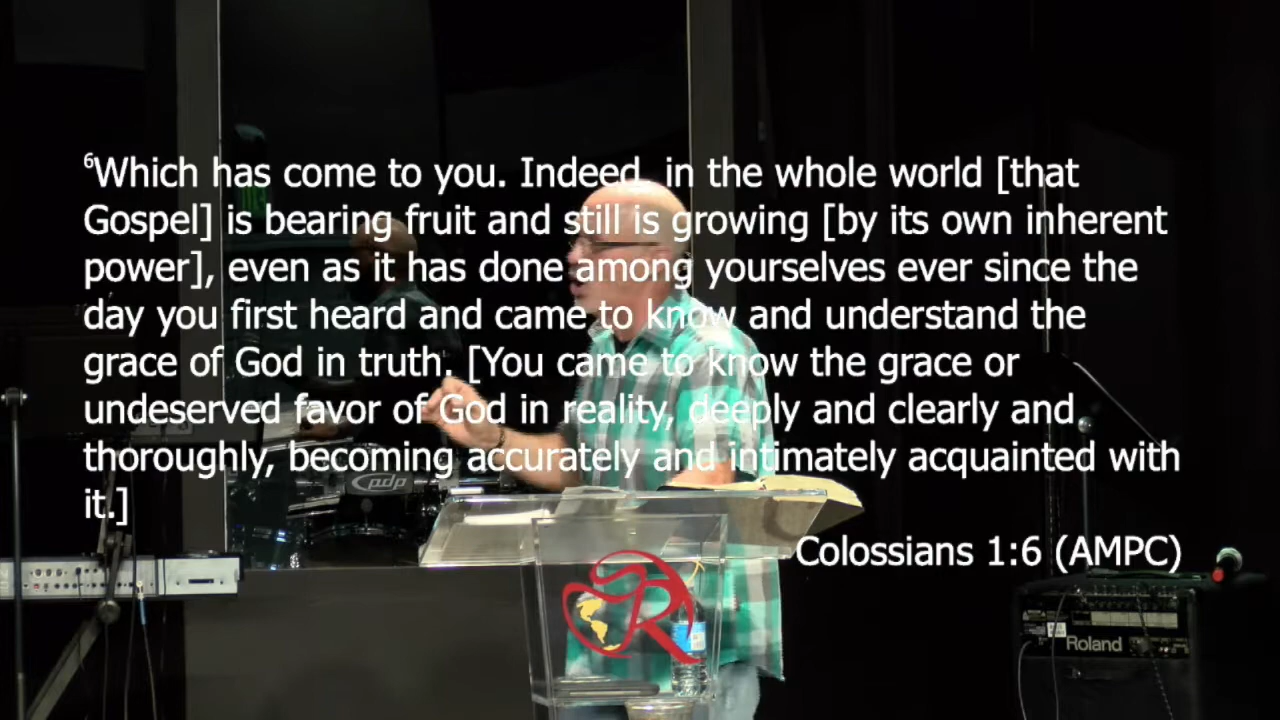 ⁶Which has come to you. Indeed, in the whole world [that
Gospel] is bearing fruit and still is growing [by its own inherent
power], even as it has done among yourselves ever since the
day you first heard and came to know and understand the
grace of God in truth. [You came to know the grace or
undeserved favor of God in reality, deeply and clearly and
thoroughly, becoming accurately and intimately acquainted with
it.]
Colossians 1:6 (AMPC)
pdp
R
Roland